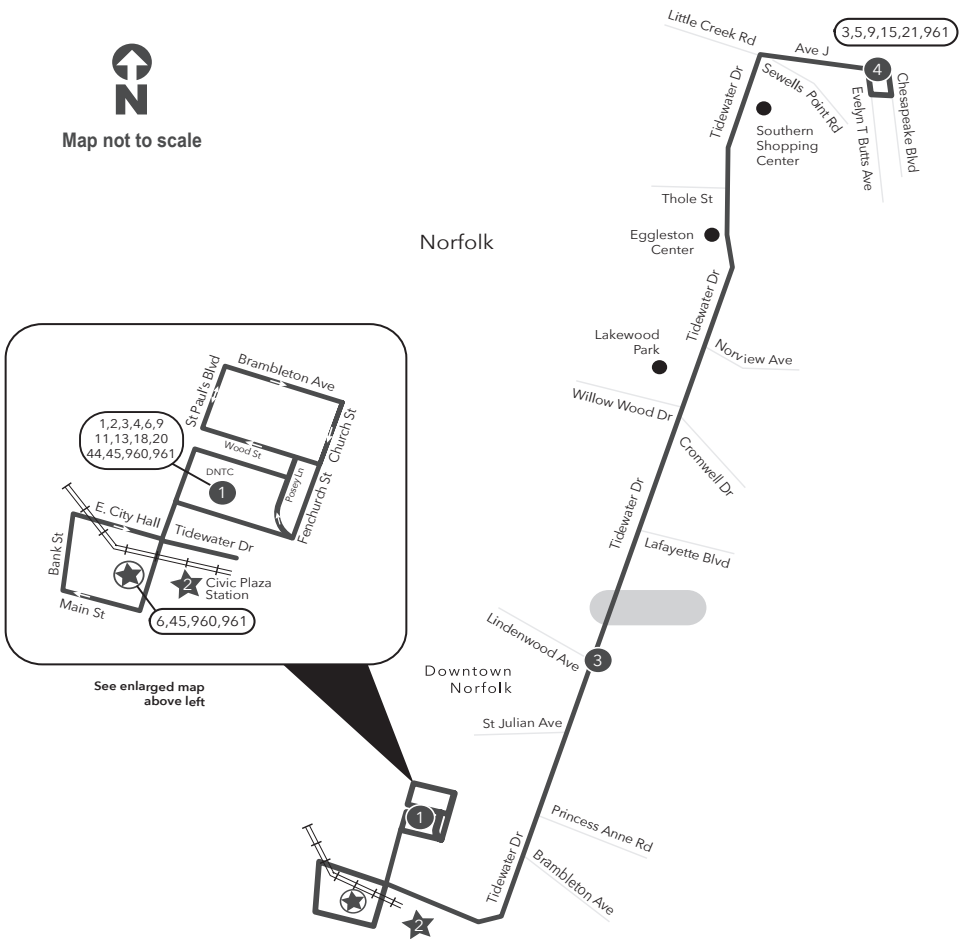 Little Creek Rd
Ave J
3,5,9,15,21,961
4
N
Map not to scale
Tidewater Dr
Sewells Point Rd
Evelyn T Butts Ave
Chesapeake Blvd
Southern
Shopping
Center
Thole St
Norfolk
Eggleston
Center
Tidewater Dr
Lakewood
Park
Norview Ave
Willow Wood Dr
Cromwell Dr
Tidewater Dr
Lafayette Blvd
Lindenwood Ave
3
Brambleton Ave
St Paul's Blvd
1,2,3,4,6,9
11,13,18,20
44,45,960,961
Wood St
Church St
DNTC
1
Posey Ln
Fenchurch St
E. City Hall
Tidewater Dr
Bank St
2
Civic Plaza
Station
Main St
6,45,960,961
See enlarged map
above left
Downtown
Norfolk
St Julian Ave
1
Princess Anne Rd
Tidewater Dr
Brambleton Ave
2